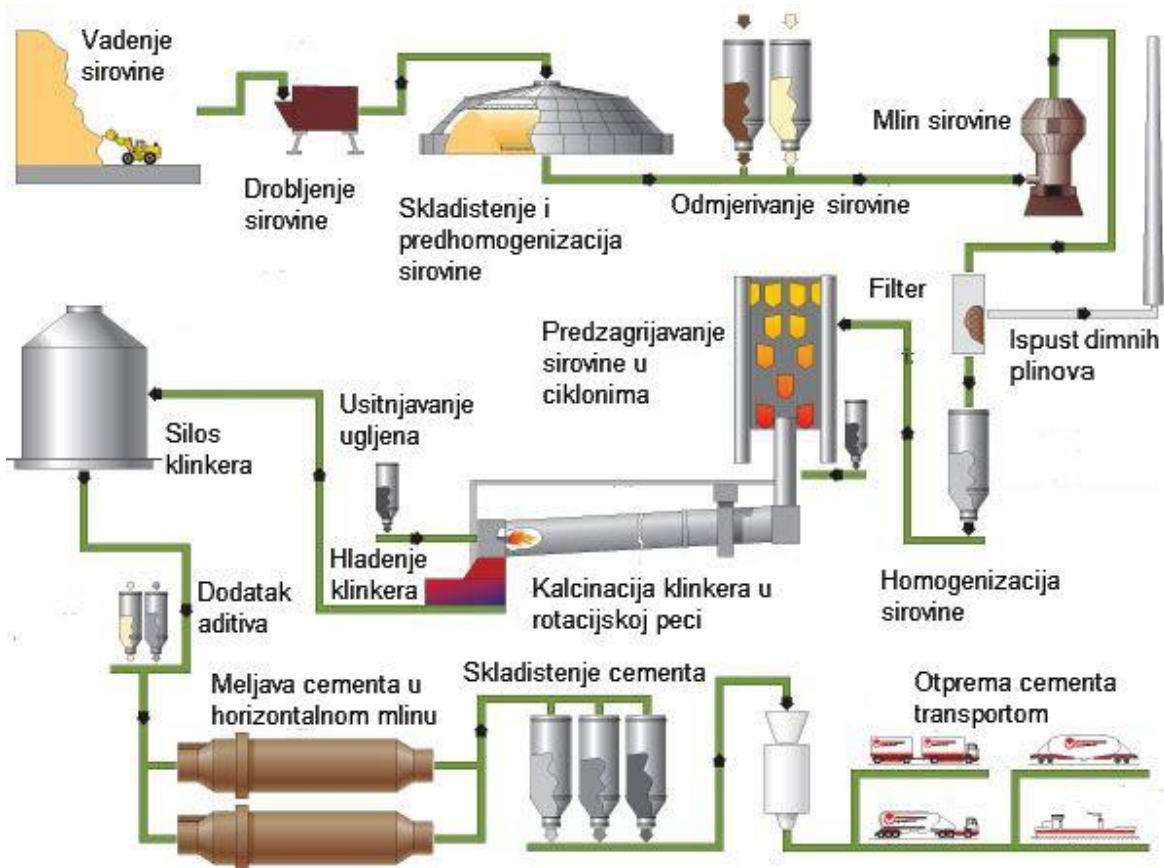 Vađenje
sirovine
Drobljenje
sirovine
Skladistenje i
predhomogenizacija
sirovine
Odmjerivanje sirovine
Mlin sirovine
Filter
Ispust dimnih
plinova
Predzagrijavanje
sirovine u
ciklonima
Usitnjavanje
ugljena
Silos
klinkera
Hlađenje
klinkera
Kalcinacija klinkera u
rotacijskoj peci
Homogenizacija
sirovine
Dodatak
aditiva
Meljava cementa u
horizontalnom mlinu
Skladistenje cementa
Otprema cementa
transportom